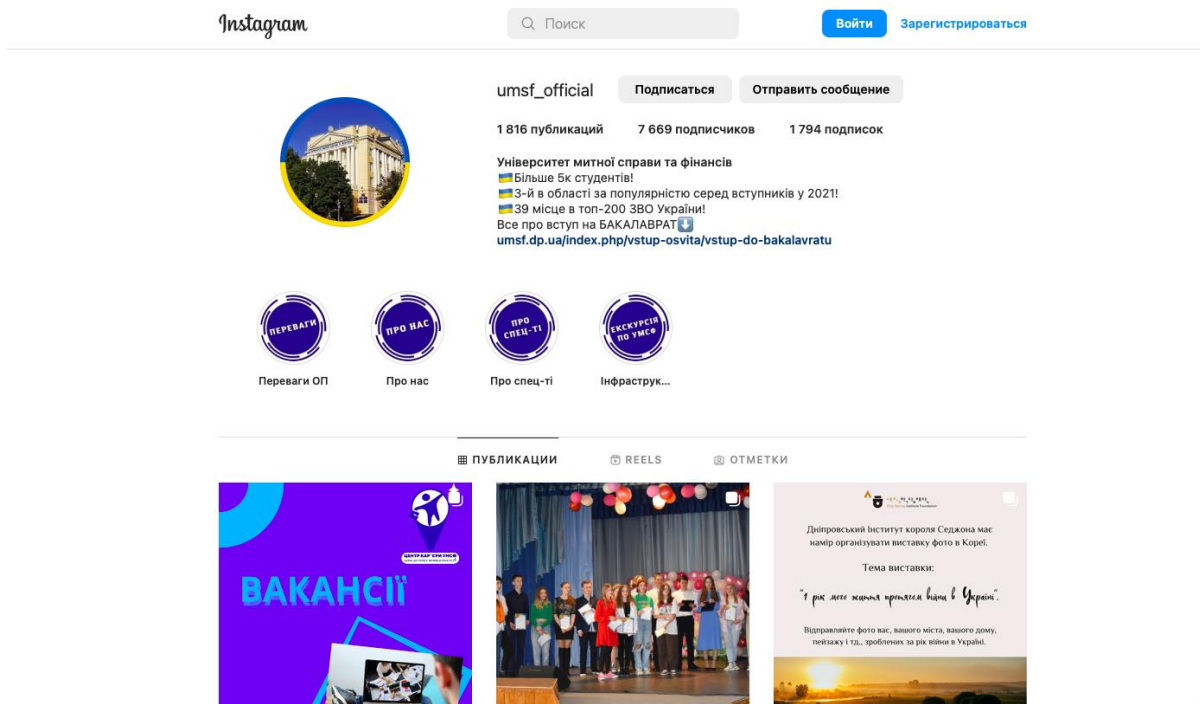 Instagram
Поиск
Войти Зарегистрироваться
umsf_official Подписаться Отправить сообщение
1 816 публикаций 7 669 подписчиков 1 794 подписок
Університет митної справи та фінансів
🇺🇦Більше 5к студентів!
🇺🇦3-й в області за популярністю серед вступників у 2021!
🇺🇦39 місце в топ-200 ЗВО України!
Все про вступ на БАКАЛАВРАТ⬇️
umsf.dp.ua/index.php/vstup-osvita/vstup-do-bakalavratu
ПЕРЕВАГИ
ПРО НАС
ПРО
СПЕЦ-ТІ
ЕКСКУРСІЯ
ПО УМСФ
Переваги ОП
Про нас
Про спец-ті
Інфраструк...
ПУБЛИКАЦИИ REELS ОТМЕТКИ
ВАКАНСІЇ
Дніпровський Інститут короля Седжона має
намір організувати виставку фото в Кореї.
Тема виставки:
"1 рік мого життя протягом війни в Україні".
Відправляйте фото вас, вашого міста, вашого дому,
пейзажу і тд., зроблених за рік війни в Україні.